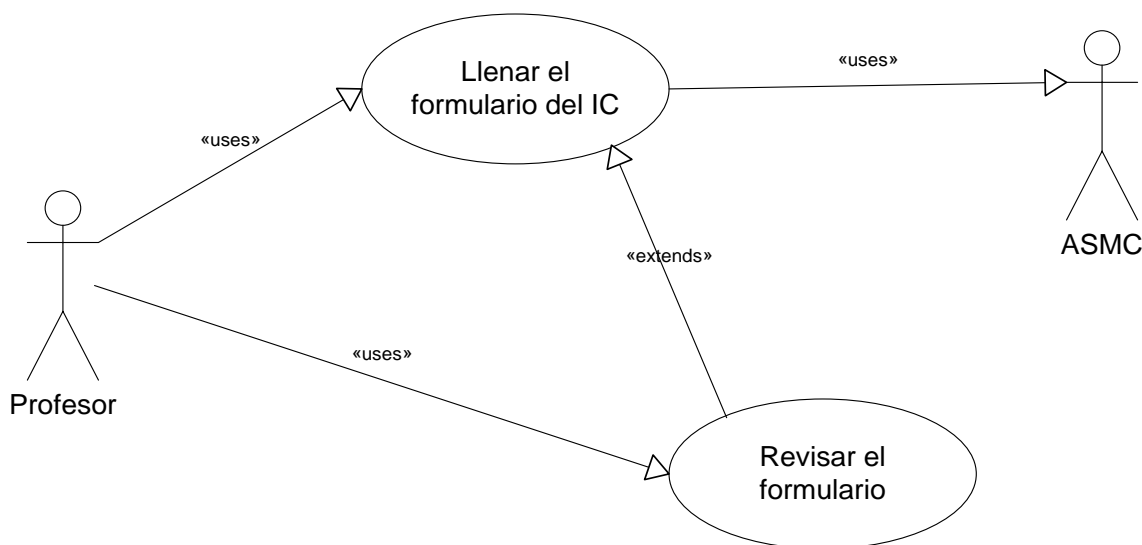 Llenar el
formulario del IC
«uses»
«uses»
ASMC
«extends»
«uses»
Profesor
Revisar el
formulario